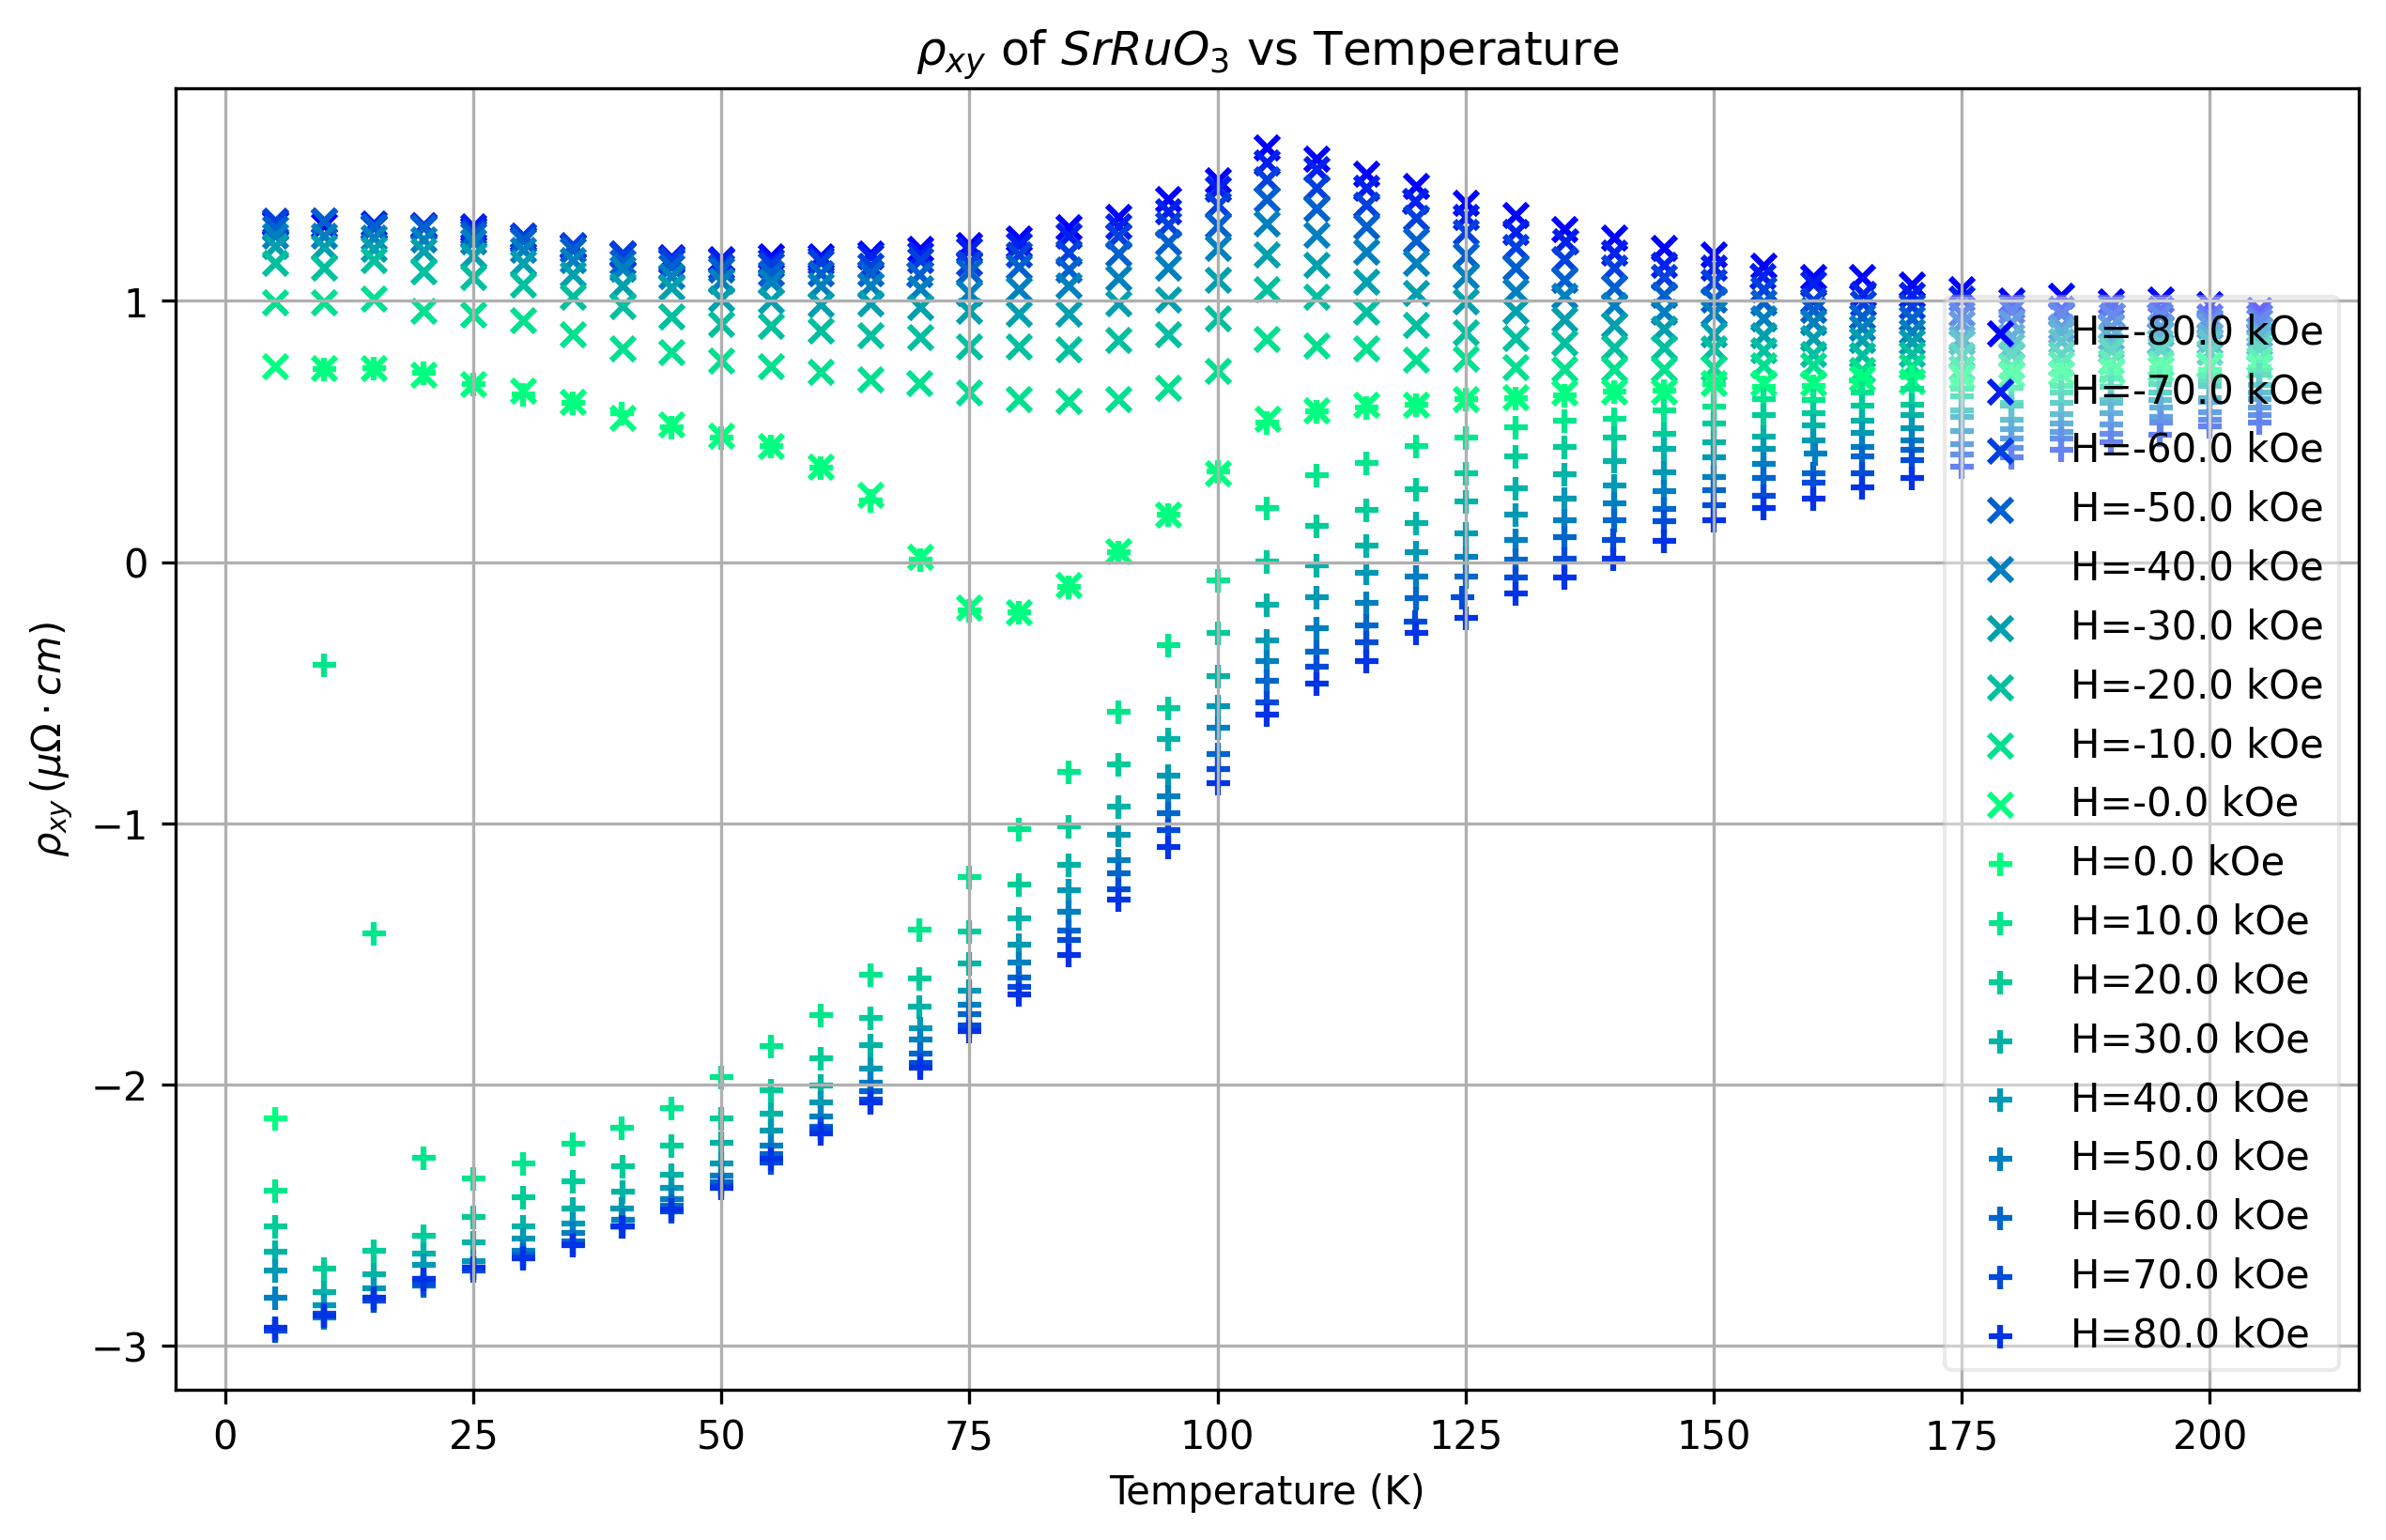 ρxy of SrRuO3 vs Temperature
ρxy (μΩ · cm)
1
0
−1
−2
−3
0 25 50 75 100 125 150 175 200
Temperature (K)
H=-80.0 kOe
H=-70.0 kOe
H=-60.0 kOe
H=-50.0 kOe
H=-40.0 kOe
H=-30.0 kOe
H=-20.0 kOe
H=-10.0 kOe
H=-0.0 kOe
H=0.0 kOe
H=10.0 kOe
H=20.0 kOe
H=30.0 kOe
H=40.0 kOe
H=50.0 kOe
H=60.0 kOe
H=70.0 kOe
H=80.0 kOe